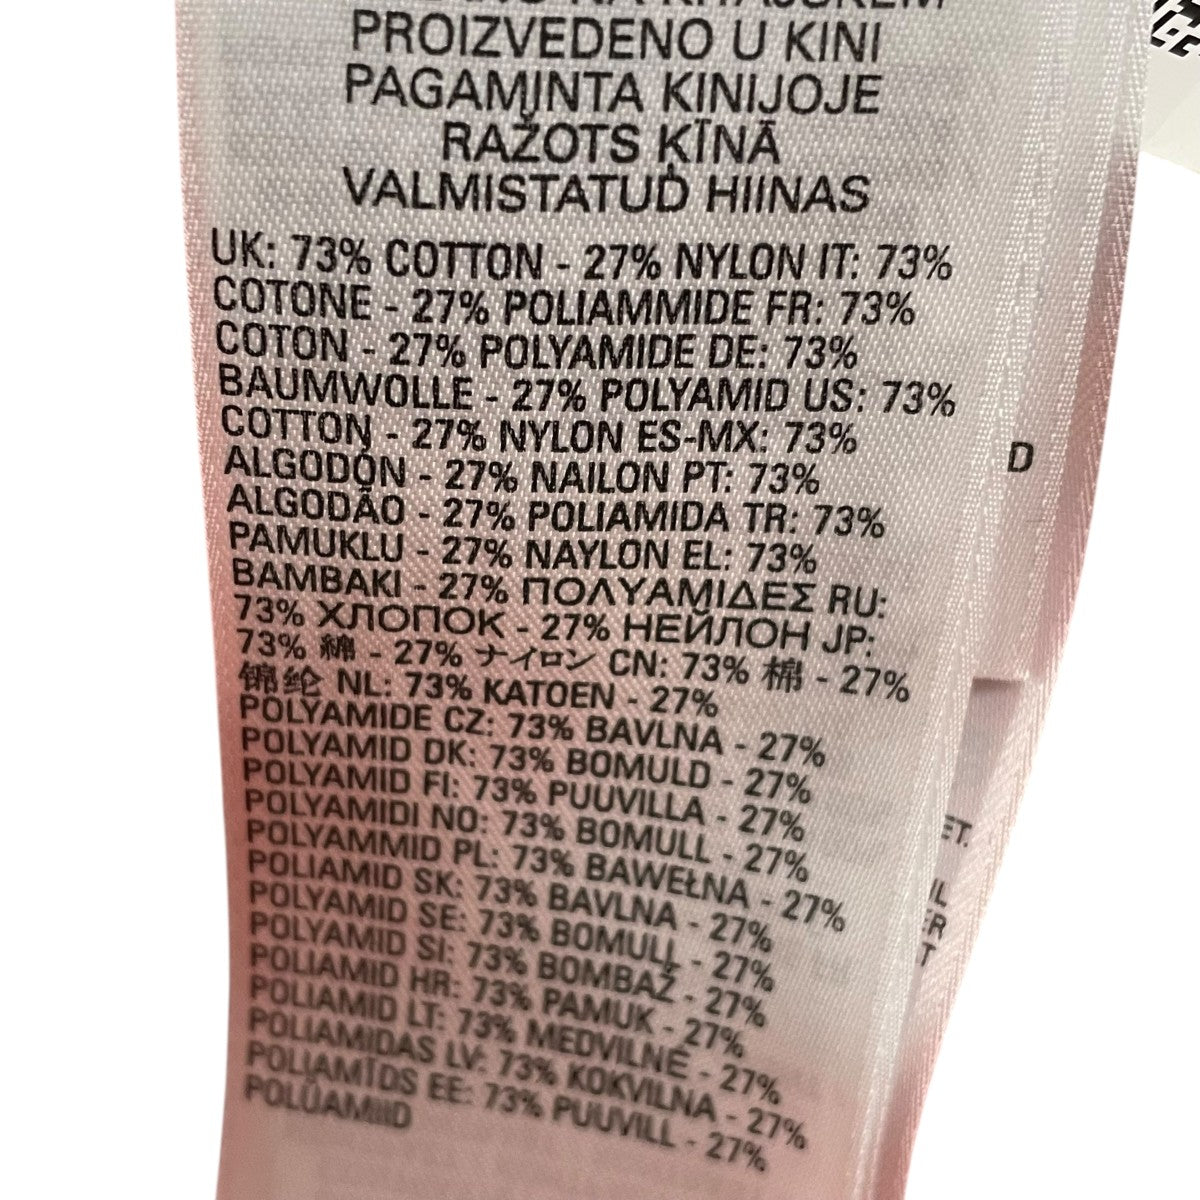 PROIZVEDENO U KINI
PAGAMINTA KINIJOJE
RAŽOTS ĶĪNĀ
VALMISTATUD HIINAS
UK: 73% COTTON - 27% NYLON IT: 73%
COTONE - 27% POLIAMMIDE FR: 73%
COTON - 27% POLYAMIDE DE: 73%
BAUMWOLLE - 27% POLYAMID US: 73%
COTTON - 27% NYLON ES-MX: 73%
ALGODÓN - 27% NAILON PT: 73%
ALGODÃO - 27% POLIAMIDA TR: 73%
PAMUKLU - 27% NAYLON EL: 73%
BAMBAKI - 27% ΠΟΛΥΑΜΙΔΕΣ RU:
73% ХЛОПОК - 27% НЕЙЛОН JP:
73% 綿 - 27% ナイロン CN: 73% 棉 - 27%
锦纶 NL: 73% KATOEN - 27%
POLYAMIDE CZ: 73% BAVLNA - 27%
POLYAMID DK: 73% BOMULD - 27%
POLYAMID FI: 73% PUUVILLA - 27%
POLYAMIDI NO: 73% BOMULL - 27%
POLYAMMID PL: 73% BAWEŁNA - 27%
POLIAMID SK: 73% BAVLNA - 27%
POLYAMID SE: 73% BOMULL - 27%
POLYAMID SI: 73% BOMBAŽ - 27%
POLIAMID HR: 73% PAMUK - 27%
POLIAMID LT: 73% MEDVILNĖ - 27%
POLIAMIDAS LV: 73% KOKVILNA - 27%
POLIAMĪDS EE: 73% PUUVILL - 27%
POLÜAMIID
D
ET.